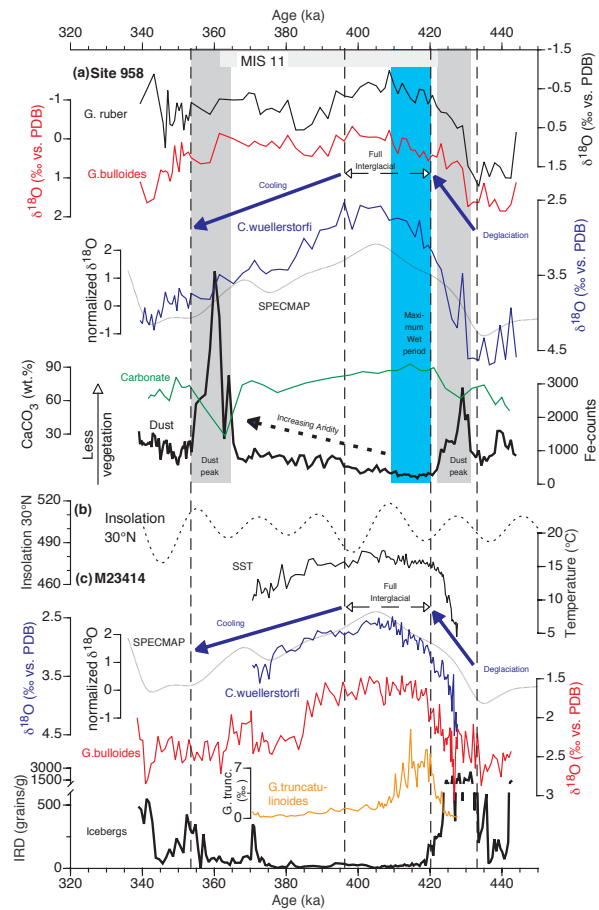 Age (ka)
320 340 360 380 400 420 440
MIS 11
(a) Site 958
-1.5
-0.5
0.5
1.5
δ18O (‰ vs. PDB)
-1
0
1
2
δ18O (‰ vs. PDB)
G. ruber
G.bulloides
Full
Interglacial
Cooling
Deglaciation
C.wuellerstorfi
2.5
3.5
4.5
δ18O (‰ vs. PDB)
2
1
0
-1
normalized δ18O
SPECMAP
Maxi-
mum
Wet
period
90
60
30
CaCO3 (wt.%)
Carbonate
Less
vegetation
Dust
Increasing Aridity
Dust
peak
Dust
peak
3000
2000
1000
0
Fe-counts
(b)
520
500
480
460
Insolation 30°N
Insolation
30°N
(c) M23414
SST
20
15
10
5
Temperature (°C)
Full
Interglacial
Cooling
Deglaciation
2.5
3.5
4.5
δ18O (‰ vs. PDB)
SPECMAP
2
1
0
-1
normalized δ18O
C.wuellerstorfi
G.bulloides
1.5
2
2.5
3
δ18O (‰ vs. PDB)
7
0
G. trunc.
(‰)
G.truncatu-
linoides
3000
1500
500
0
IRD (grains/g)
Icebergs
320 340 360 380 400 420 440
Age (ka)